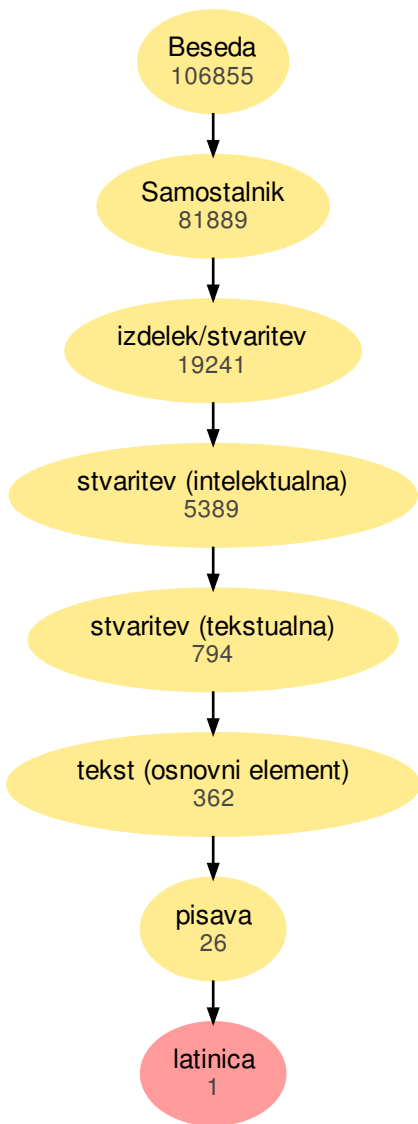 Beseda
106855
Samostalnik
81889
izdelek/stvaritev
19241
stvaritev (intelektualna)
5389
stvaritev (tekstualna)
794
tekst (osnovni element)
362
pisava
26
latinica
1